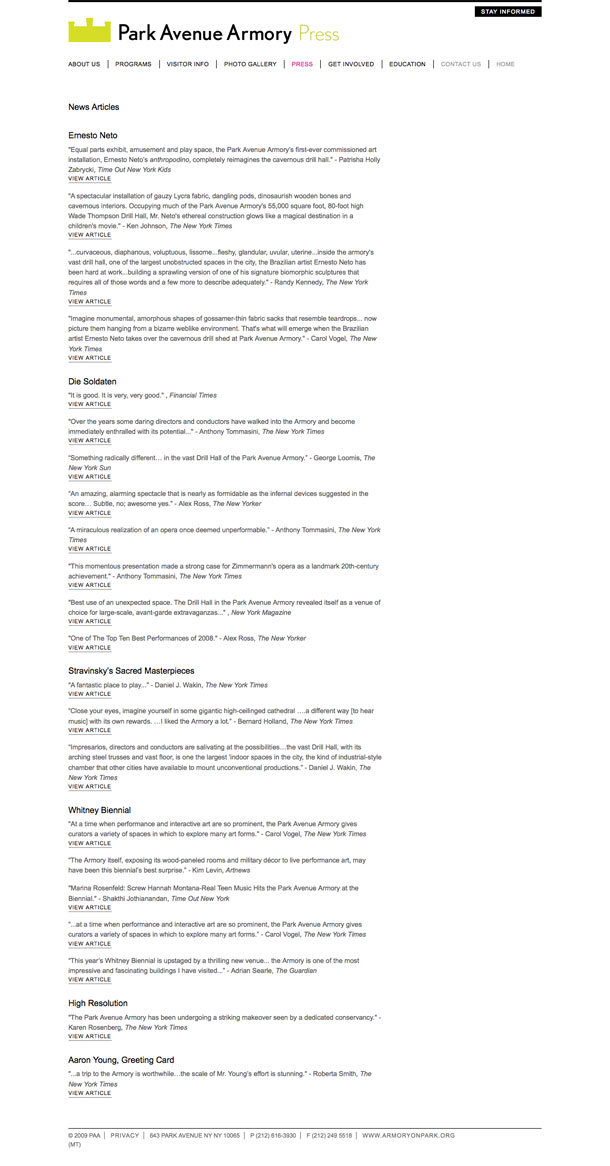 STAY INFORMED
Park Avenue Armory Press
ABOUT US | PROGRAMS | VISITOR INFO | PHOTO GALLERY | PRESS | GET INVOLVED | EDUCATION | CONTACT US | HOME
News Articles
Ernesto Neto
"Equal parts exhibit, amusement and play space, the Park Avenue Armory's first-ever commissioned art
installation, Ernesto Neto's anthropodino, completely reimagines the cavernous drill hall." - Patrisha Holly
Zabrycki, Time Out New York Kids
VIEW ARTICLE
"A spectacular installation of gauzy Lycra fabric, dangling pods, dinosaurish wooden bones and
cavernous interiors. Occupying much of the Park Avenue Armory's 55,000 square foot, 80-foot high
Wade Thompson Drill Hall, Mr. Neto's ethereal construction glows like a magical destination in a
children's movie." - Ken Johnson, The New York Times
VIEW ARTICLE
"...curvaceous, diaphanous, voluptuous, lissome...fleshy, glandular, uvular, uterine...inside the armory's
vast drill hall, one of the largest unobstructed spaces in the city, the Brazilian artist Ernesto Neto has
been hard at work...building a sprawling version of one of his signature biomorphic sculptures that
requires all of those words and a few more to describe adequately." - Randy Kennedy, The New York
Times
VIEW ARTICLE
"Imagine monumental, amorphous shapes of gossamer-thin fabric sacks that resemble teardrops... now
picture them hanging from a bizarre weblike environment. That's what will emerge when the Brazilian
artist Ernesto Neto takes over the cavernous drill shed at Park Avenue Armory." - Carol Vogel, The New
York Times
VIEW ARTICLE
Die Soldaten
"It is good. It is very, very good." , Financial Times
VIEW ARTICLE
"Over the years some daring directors and conductors have walked into the Armory and become
immediately enthralled with its potential..." - Anthony Tommasini, The New York Times
VIEW ARTICLE
"Something radically different… in the vast Drill Hall of the Park Avenue Armory." - George Loomis, The
New York Sun
VIEW ARTICLE
"An amazing, alarming spectacle that is nearly as formidable as the infernal devices suggested in the
score… Subtle, no; awesome yes." - Alex Ross, The New Yorker
VIEW ARTICLE
"A miraculous realization of an opera once deemed unperformable." - Anthony Tommasini, The New York
Times
VIEW ARTICLE
"This momentous presentation made a strong case for Zimmermann's opera as a landmark 20th-century
achievement." - Anthony Tommasini, The New York Times
VIEW ARTICLE
"Best use of an unexpected space. The Drill Hall in the Park Avenue Armory revealed itself as a venue of
choice for large-scale, avant-garde extravaganzas..." , New York Magazine
VIEW ARTICLE
"One of The Top Ten Best Performances of 2008." - Alex Ross, The New Yorker
VIEW ARTICLE
Stravinsky's Sacred Masterpieces
"A fantastic place to play..." - Daniel J. Wakin, The New York Times
VIEW ARTICLE
"Close your eyes, imagine yourself in some gigantic high-ceilinged cathedral ….a different way [to hear
music] with its own rewards. …I liked the Armory a lot." - Bernard Holland, The New York Times
VIEW ARTICLE
"Impresarios, directors and conductors are salivating at the possibilities…the vast Drill Hall, with its
arching steel trusses and vast floor, is one the largest 'indoor spaces in the city, the kind of industrial-style
chamber that other cities have available to mount unconventional productions." - Daniel J. Wakin, The
New York Times
VIEW ARTICLE
Whitney Biennial
"At a time when performance and interactive art are so prominent, the Park Avenue Armory gives
curators a variety of spaces in which to explore many art forms." - Carol Vogel, The New York Times
VIEW ARTICLE
"The Armory itself, exposing its wood-paneled rooms and military décor to live performance art, may
have been this biennial's best surprise." - Kim Levin, Artnews
"Marina Rosenfeld: Screw Hannah Montana-Real Teen Music Hits the Park Avenue Armory at the
Biennial." - Shakthi Jothianandan, Time Out New York
VIEW ARTICLE
"...at a time when performance and interactive art are so prominent, the Park Avenue Armory gives
curators a variety of spaces in which to explore many art forms." - Carol Vogel, The New York Times
VIEW ARTICLE
"This year's Whitney Biennial is upstaged by a thrilling new venue... the Armory is one of the most
impressive and fascinating buildings I have visited..." - Adrian Searle, The Guardian
VIEW ARTICLE
High Resolution
"The Park Avenue Armory has been undergoing a striking makeover seen by a dedicated conservancy." -
Karen Rosenberg, The New York Times
VIEW ARTICLE
Aaron Young, Greeting Card
"...a trip to the Armory is worthwhile…the scale of Mr. Young's effort is stunning." - Roberta Smith, The
New York Times
VIEW ARTICLE
© 2009 PAA | PRIVACY | 643 PARK AVENUE NY NY 10065 | P (212) 616-3930 | F (212) 249 5518 | WWW.ARMORYONPARK.ORG
(MT)